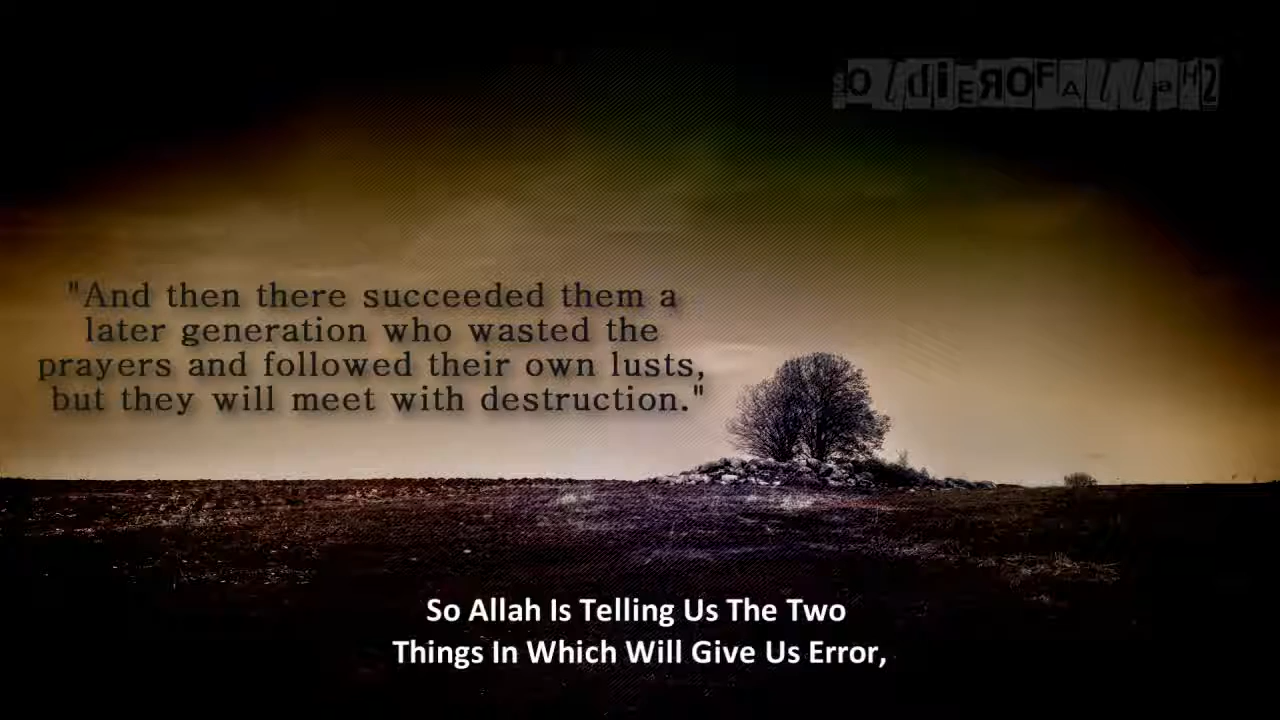 SOldiEROFAllaH2
"And then there succeeded them a
later generation who wasted the
prayers and followed their own lusts,
but they will meet with destruction."
So Allah Is Telling Us The Two
Things In Which Will Give Us Error,